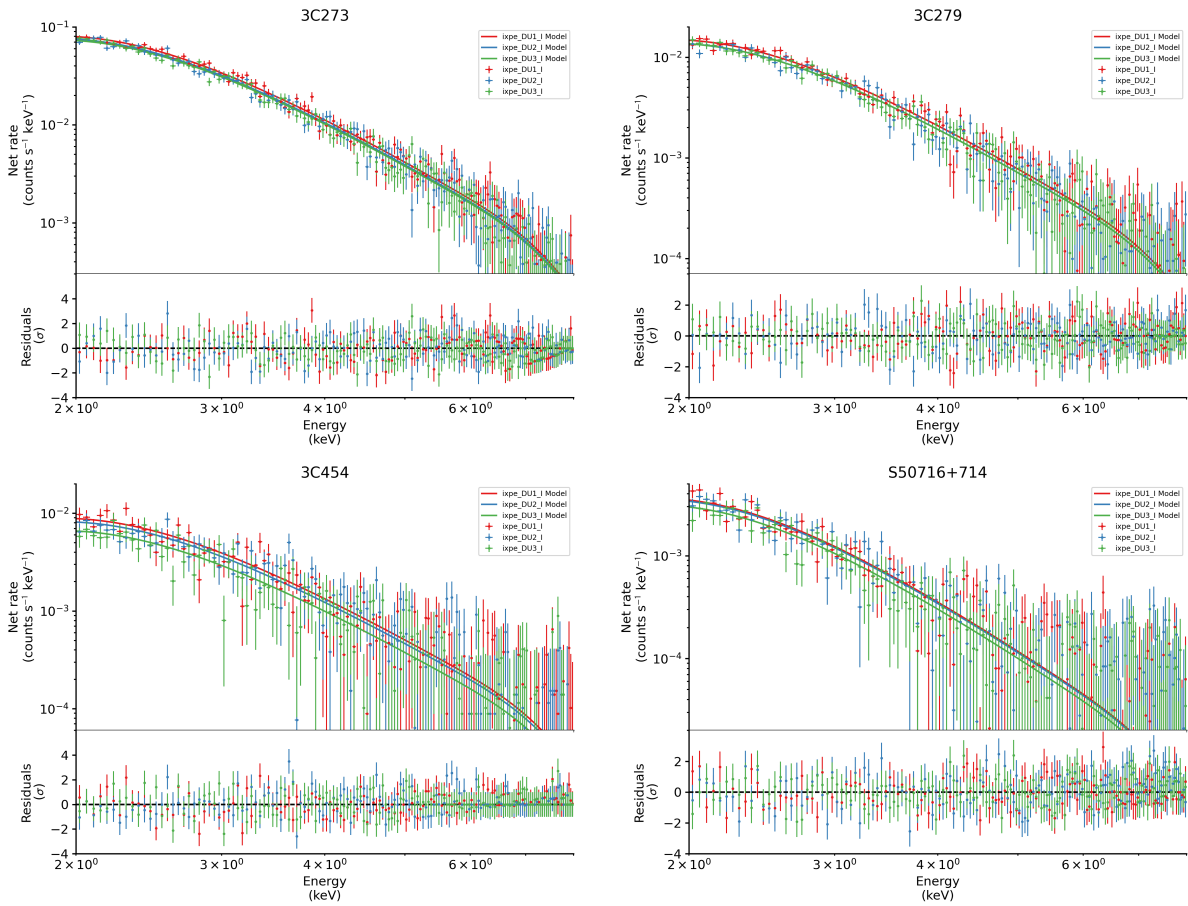 3C273
10⁻¹
10⁻²
10⁻³
Net rate
(counts s⁻¹ keV⁻¹)
ixpe_DU1_I Model
ixpe_DU2_I Model
ixpe_DU3_I Model
ixpe_DU1_I
ixpe_DU2_I
ixpe_DU3_I
4
2
0
−2
−4
Residuals
(σ)
2 × 10⁰
3 × 10⁰
4 × 10⁰
6 × 10⁰
Energy
(keV)
3C279
10⁻²
10⁻³
10⁻⁴
Net rate
(counts s⁻¹ keV⁻¹)
ixpe_DU1_I Model
ixpe_DU2_I Model
ixpe_DU3_I Model
ixpe_DU1_I
ixpe_DU2_I
ixpe_DU3_I
2
0
−2
−4
Residuals
(σ)
2 × 10⁰
3 × 10⁰
4 × 10⁰
6 × 10⁰
Energy
(keV)
3C454
10⁻²
10⁻³
10⁻⁴
Net rate
(counts s⁻¹ keV⁻¹)
ixpe_DU1_I Model
ixpe_DU2_I Model
ixpe_DU3_I Model
ixpe_DU1_I
ixpe_DU2_I
ixpe_DU3_I
4
2
0
−2
−4
Residuals
(σ)
2 × 10⁰
3 × 10⁰
4 × 10⁰
6 × 10⁰
Energy
(keV)
S50716+714
10⁻³
10⁻⁴
Net rate
(counts s⁻¹ keV⁻¹)
ixpe_DU1_I Model
ixpe_DU2_I Model
ixpe_DU3_I Model
ixpe_DU1_I
ixpe_DU2_I
ixpe_DU3_I
2
0
−2
−4
Residuals
(σ)
2 × 10⁰
3 × 10⁰
4 × 10⁰
6 × 10⁰
Energy
(keV)